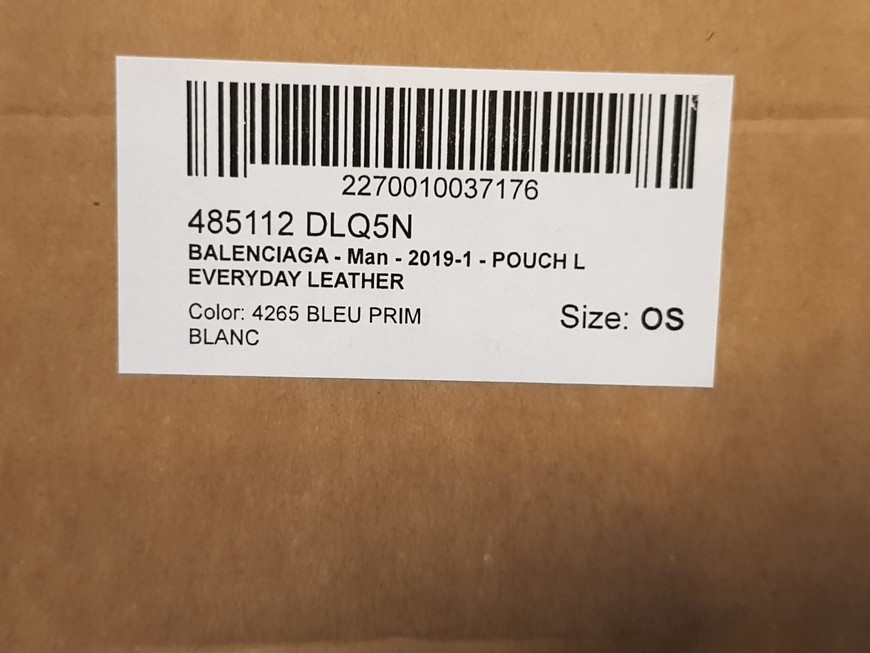 2270010037176
485112 DLQ5N
BALENCIAGA - Man - 2019-1 - POUCH L
EVERYDAY LEATHER
Color: 4265 BLEU PRIM
BLANC
Size: OS